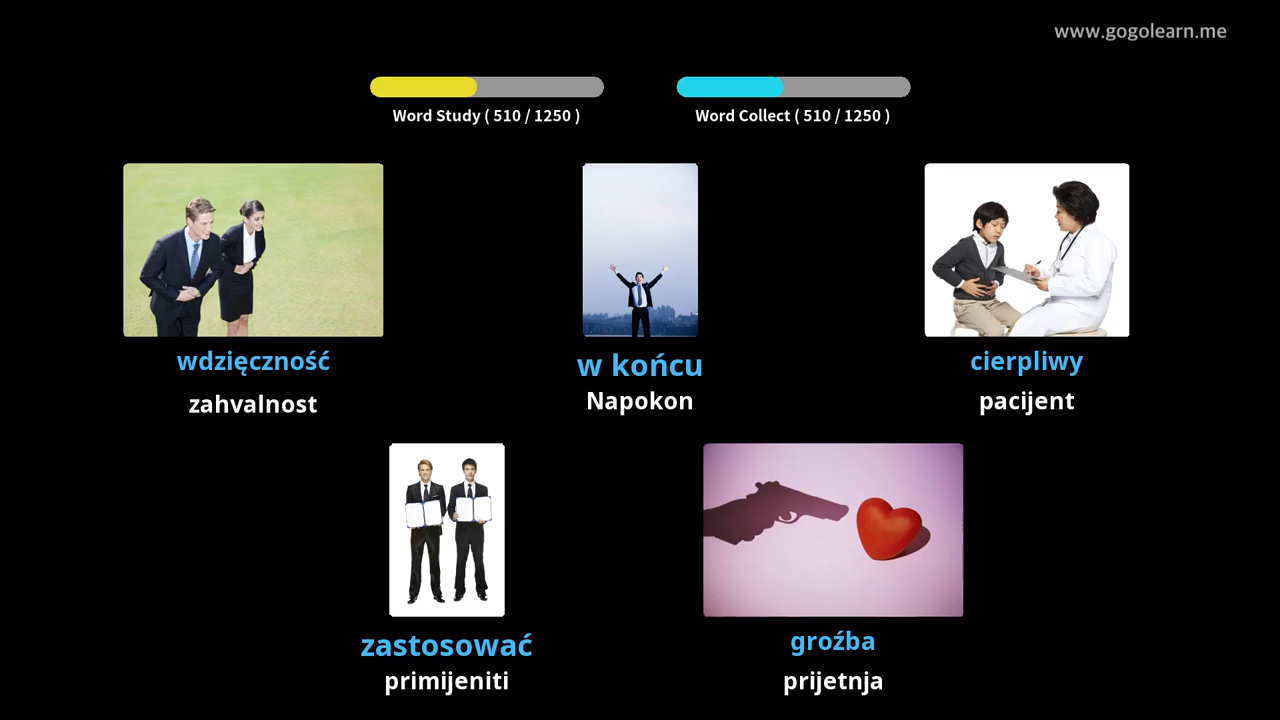 www.gogolearn.me
Word Study ( 510 / 1250 )
Word Collect ( 510 / 1250 )
wdzięczność
zahvalnost
w końcu
Napokon
cierpliwy
pacijent
zastosować
primijeniti
groźba
prijetnja